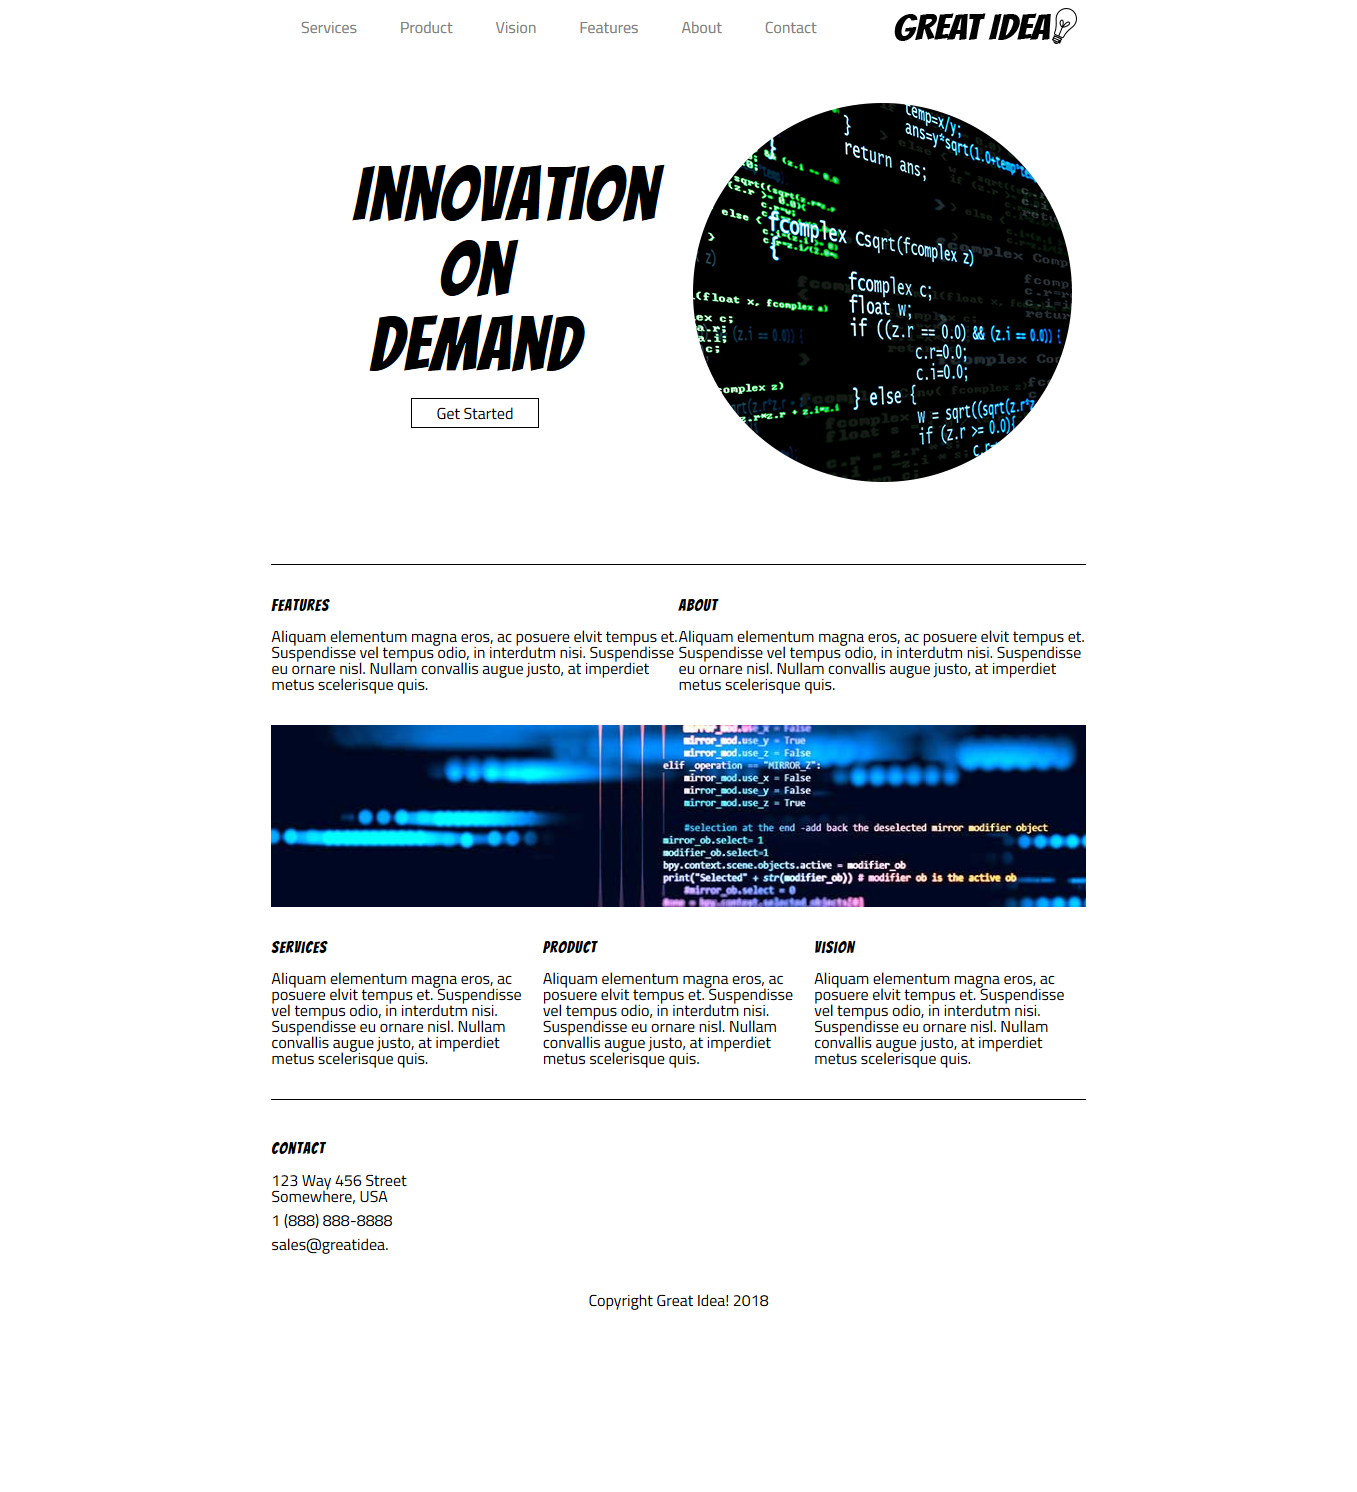 Services Product Vision Features About Contact GREAT IDEA
INNOVATION
ON
DEMAND
Get Started
temp=x/y;
}
return ans;
fcomplex Csqrt(fcomplex z)
{
fcomplex c;
float w;
if ((z.r == 0.0) && (z.i == 0.0)) {
c.r=0.0;
c.i=0.0;
} else {
FEATURES
Aliquam elementum magna eros, ac posuere elvit tempus et.
Suspendisse vel tempus odio, in interdutm nisi. Suspendisse
eu ornare nisl. Nullam convallis augue justo, at imperdiet
metus scelerisque quis.
ABOUT
Aliquam elementum magna eros, ac posuere elvit tempus et.
Suspendisse vel tempus odio, in interdutm nisi. Suspendisse
eu ornare nisl. Nullam convallis augue justo, at imperdiet
metus scelerisque quis.
mirror_mod.use_x = False
mirror_mod.use_y = True
mirror_mod.use_z = False
elif _operation == "MIRROR_Z":
mirror_mod.use_x = False
mirror_mod.use_y = False
mirror_mod.use_z = True
#selection at the end -add back the deselected mirror modifier object
mirror_ob.select= 1
modifier_ob.select=1
bpy.context.scene.objects.active = modifier_ob
print("Selected" + str(modifier_ob)) # modifier ob is the active ob
#mirror_ob.select = 0
SERVICES
Aliquam elementum magna eros, ac
posuere elvit tempus et. Suspendisse
vel tempus odio, in interdutm nisi.
Suspendisse eu ornare nisl. Nullam
convallis augue justo, at imperdiet
metus scelerisque quis.
PRODUCT
Aliquam elementum magna eros, ac
posuere elvit tempus et. Suspendisse
vel tempus odio, in interdutm nisi.
Suspendisse eu ornare nisl. Nullam
convallis augue justo, at imperdiet
metus scelerisque quis.
VISION
Aliquam elementum magna eros, ac
posuere elvit tempus et. Suspendisse
vel tempus odio, in interdutm nisi.
Suspendisse eu ornare nisl. Nullam
convallis augue justo, at imperdiet
metus scelerisque quis.
CONTACT
123 Way 456 Street
Somewhere, USA
1 (888) 888-8888
sales@greatidea.
Copyright Great Idea! 2018